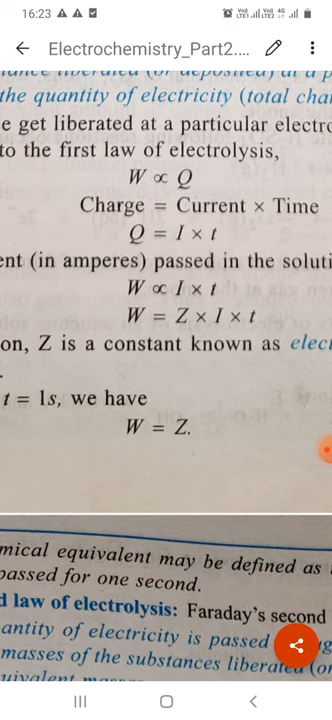 16:23
Electrochemistry_Part2....
the quantity of electricity (total cha
e get liberated at a particular electro
to the first law of electrolysis,
W ∝ Q
Charge = Current × Time
Q = I × t
ent (in amperes) passed in the soluti
W ∝ I × t
W = Z × I × t
on, Z is a constant known as elect
.
t = 1s, we have
W = Z.
mical equivalent may be defined as
passed for one second.
d law of electrolysis: Faraday's second
antity of electricity is passed
masses of the substances liberated (or